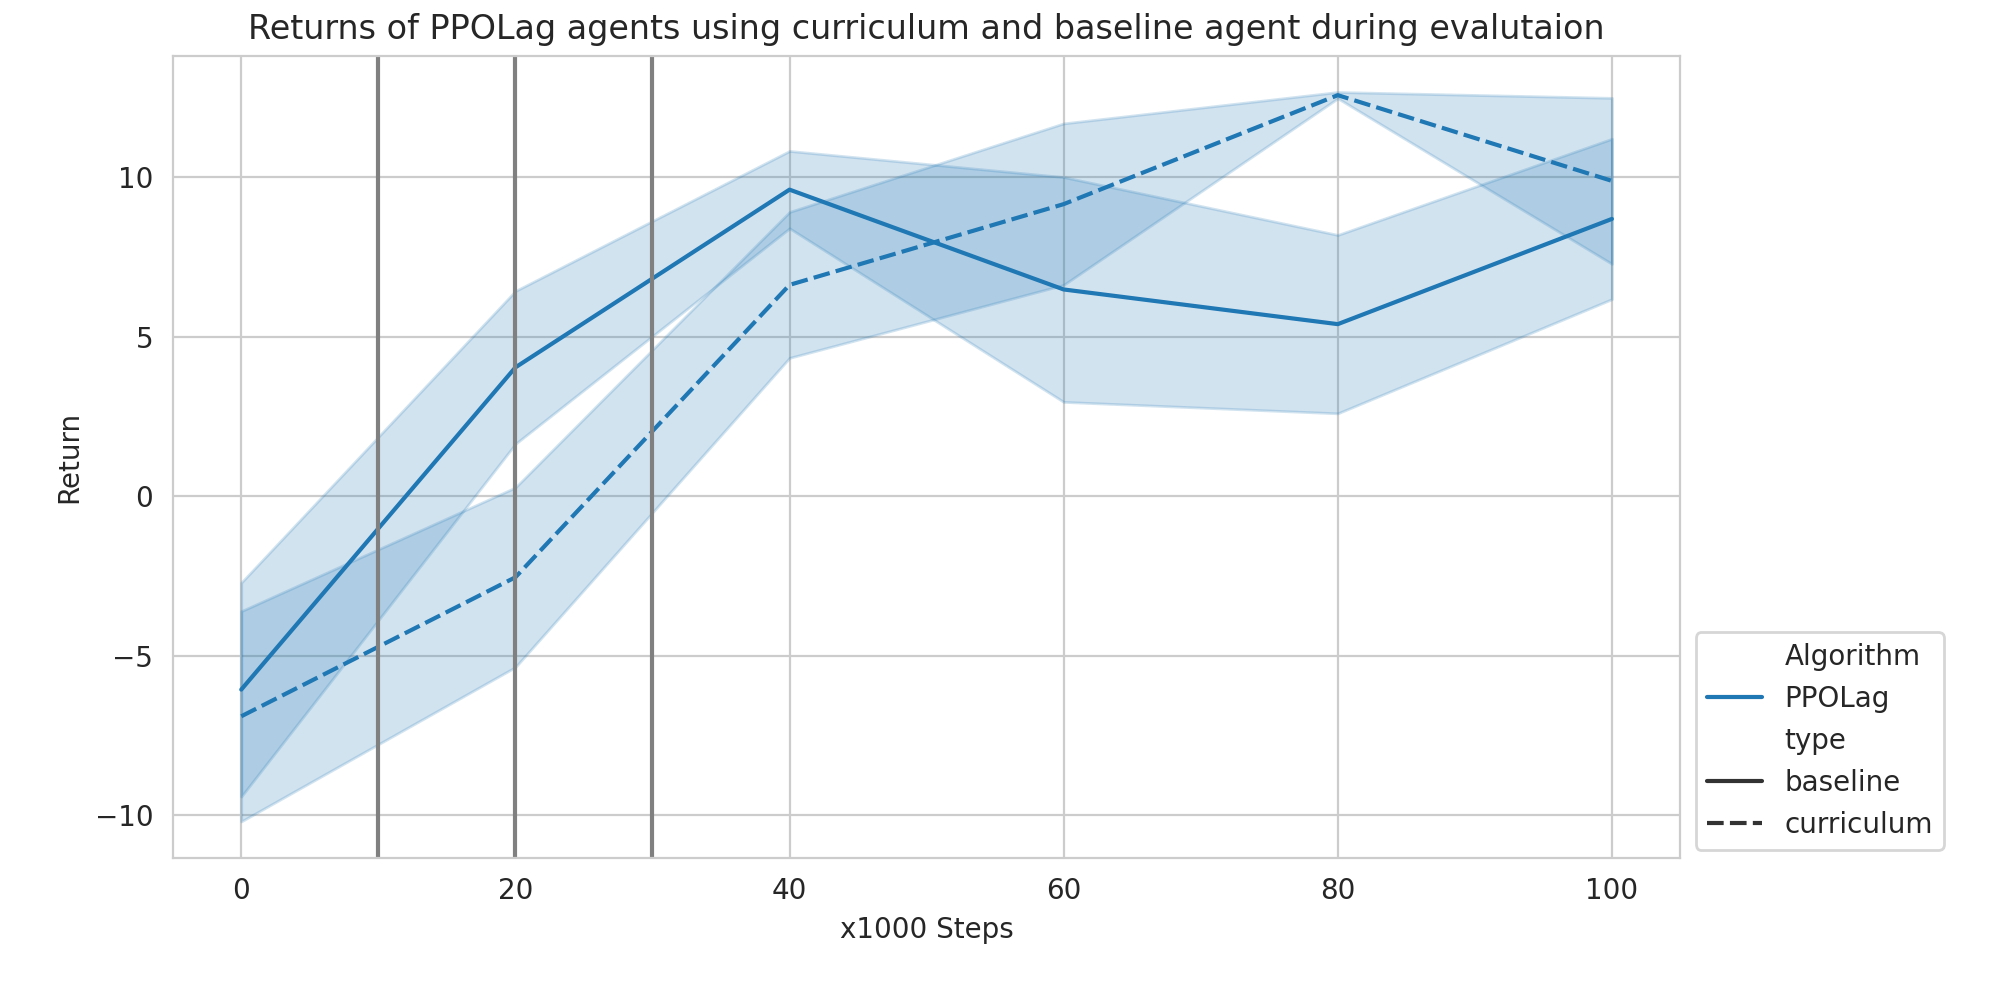 Returns of PPOLag agents using curriculum and baseline agent during evalutaion
10
5
0
−5
−10
Return
0 20 40 60 80 100
x1000 Steps
Algorithm
PPOLag
type
baseline
curriculum